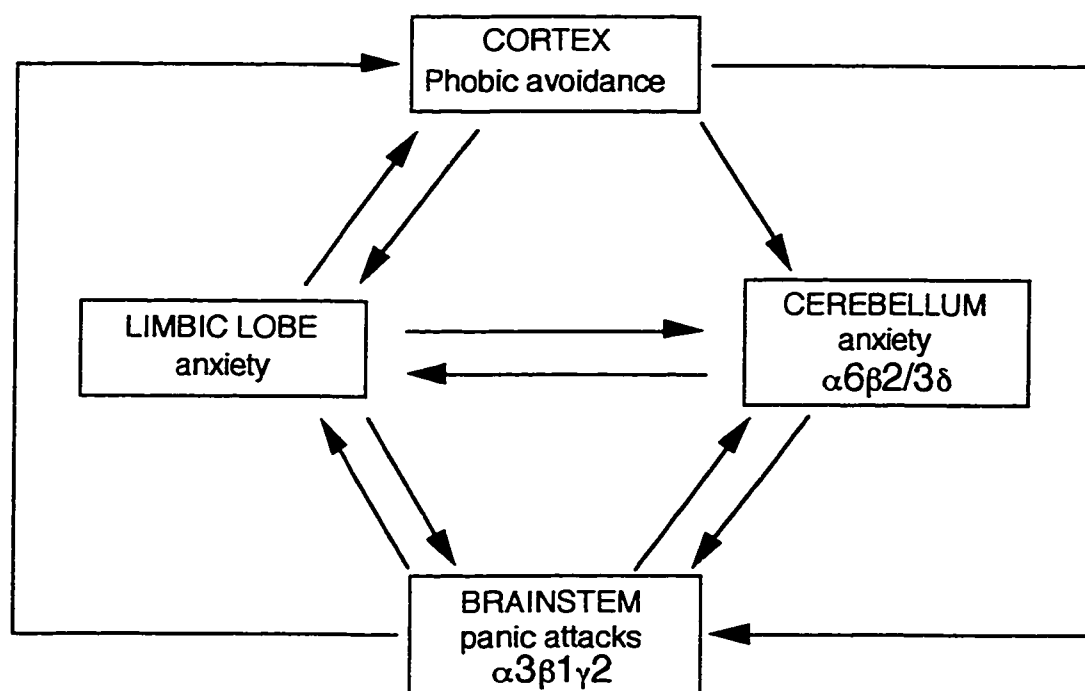 CORTEX
Phobic avoidance
LIMBIC LOBE
anxiety
CEREBELLUM
anxiety
α6β2/3δ
BRAINSTEM
panic attacks
α3β1γ2